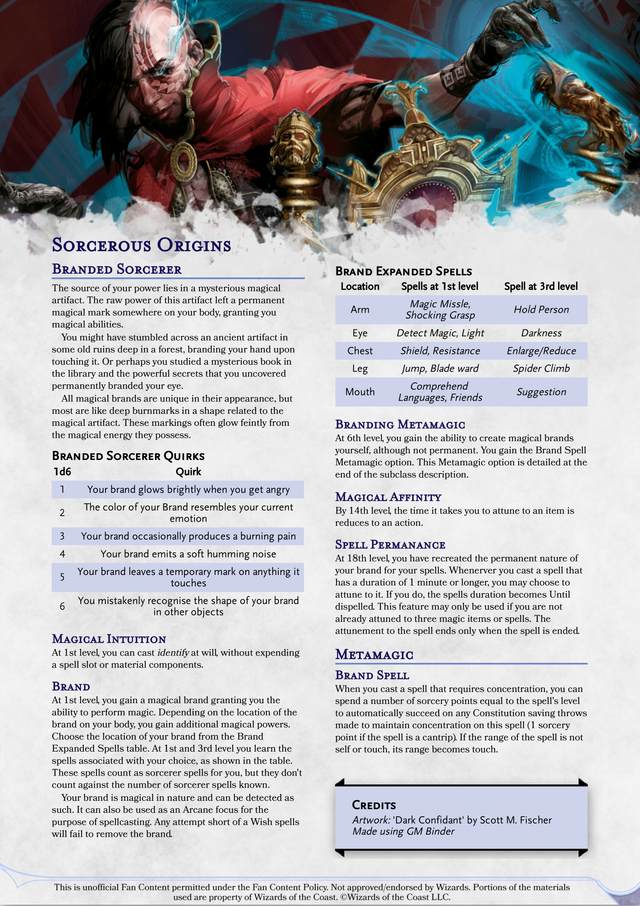 Sorcerous Origins
Branded Sorcerer
The source of your power lies in a mysterious magical
artifact. The raw power of this artifact left a permanent
magical mark somewhere on your body, granting you
magical abilities.
You might have stumbled across an ancient artifact in
some old ruins deep in a forest, branding your hand upon
touching it. Or perhaps you studied a mysterious book in
the library and the powerful secrets that you uncovered
permanently branded your eye.
All magical brands are unique in their appearance, but
most are like deep burnmarks in a shape related to the
magical artifact. These markings often glow feintly from
the magical energy they possess.
Branded Sorcerer Quirks
1d6 Quirk
1 Your brand glows brightly when you get angry
2 The color of your Brand resembles your current
emotion
3 Your brand occasionally produces a burning pain
4 Your brand emits a soft humming noise
5 Your brand leaves a temporary mark on anything it
touches
6 You mistakenly recognise the shape of your brand
in other objects
Magical Intuition
At 1st level, you can cast identify at will, without expending
a spell slot or material components.
Brand
At 1st level, you gain a magical brand granting you the
ability to perform magic. Depending on the location of the
brand on your body, you gain additional magical powers.
Choose the location of your brand from the Brand
Expanded Spells table. At 1st and 3rd level you learn the
spells associated with your choice, as shown in the table.
These spells count as sorcerer spells for you, but they don't
count against the number of sorcerer spells known.
Your brand is magical in nature and can be detected as
such. It can also be used as an Arcane focus for the
purpose of spellcasting. Any attempt short of a Wish spells
will fail to remove the brand.
Brand Expanded Spells
Location Spells at 1st level Spell at 3rd level
Arm Magic Missle, Shocking Grasp Hold Person
Eye Detect Magic, Light Darkness
Chest Shield, Resistance Enlarge/Reduce
Leg Jump, Blade ward Spider Climb
Mouth Comprehend Languages, Friends Suggestion
Branding Metamagic
At 6th level, you gain the ability to create magical brands
yourself, although not permanent. You gain the Brand Spell
Metamagic option. This Metamagic option is detailed at the
end of the subclass description.
Magical Affinity
By 14th level, the time it takes you to attune to an item is
reduces to an action.
Spell Permanance
At 18th level, you have recreated the permanent nature of
your brand for your spells. Whenerver you cast a spell that
has a duration of 1 minute or longer, you may choose to
attune to it. If you do, the spells duration becomes Until
dispelled. This feature may only be used if you are not
already attuned to three magic items or spells. The
attunement to the spell ends only when the spell is ended.
Metamagic
Brand Spell
When you cast a spell that requires concentration, you can
spend a number of sorcery points equal to the spell's level
to automatically succeed on any Constitution saving throws
made to maintain concentration on this spell (1 sorcery
point if the spell is a cantrip). If the range of the spell is not
self or touch, its range becomes touch.
Credits
Artwork: 'Dark Confidant' by Scott M. Fischer
Made using GM Binder
This is unofficial Fan Content permitted under the Fan Content Policy. Not approved/endorsed by Wizards. Portions of the materials
used are property of Wizards of the Coast. ©Wizards of the Coast LLC.